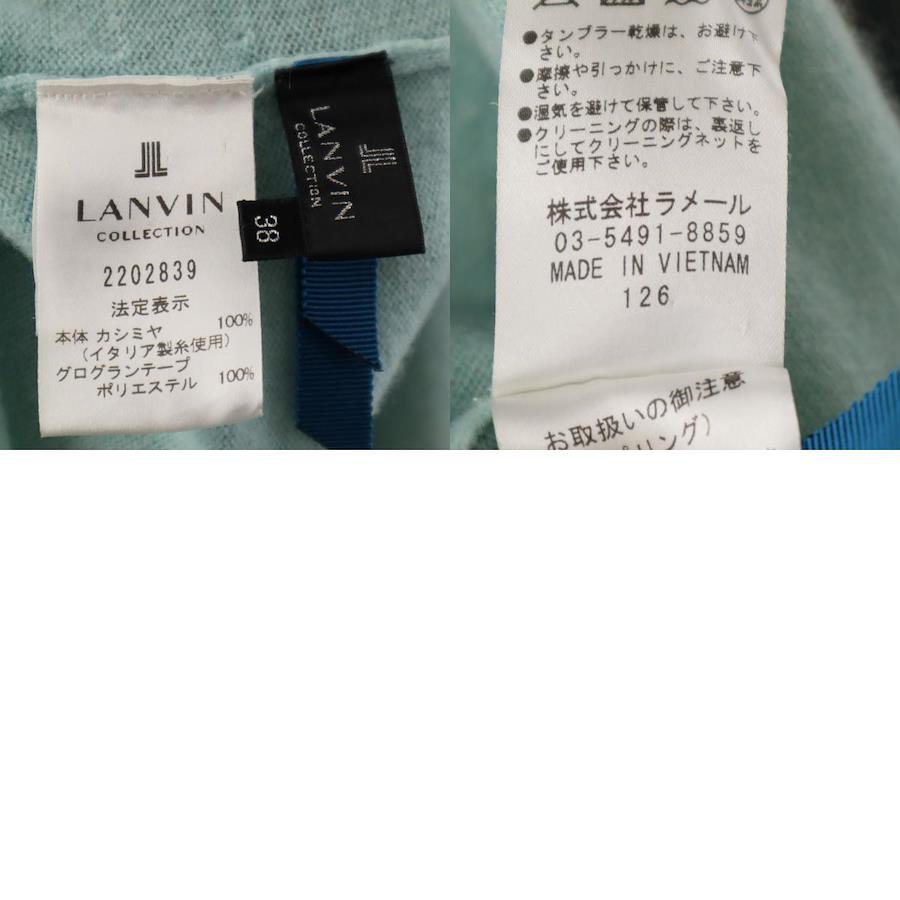 LANVIN
COLLECTION
2202839
法定表示
本体 カシミヤ 100%
(イタリア製糸使用)
グログランテープ
ポリエステル 100%
LANVIN
COLLECTION
38
●タンブラー乾燥は、お避け下
さい。
●摩擦や引っかけに、ご注意下
さい。
●湿気を避けて保管して下さい。
●クリーニングの際は、裏返し
にしてクリーニングネットを
ご使用下さい。
株式会社ラメール
03-5491-8859
MADE IN VIETNAM
126
お取扱いの御注意